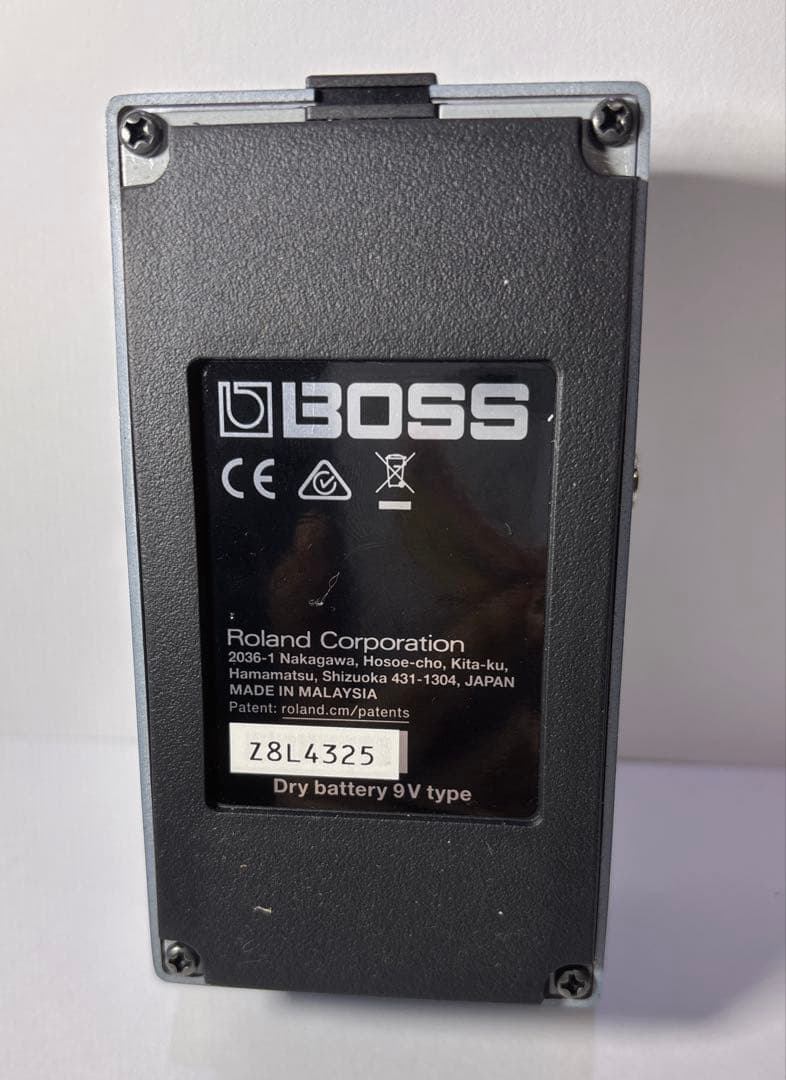 BOSS
CE
Roland Corporation
2036-1 Nakagawa, Hosoe-cho, Kita-ku,
Hamamatsu, Shizuoka 431-1304, JAPAN
MADE IN MALAYSIA
Patent: roland.cm/patents
Z8L4325
Dry battery 9V type